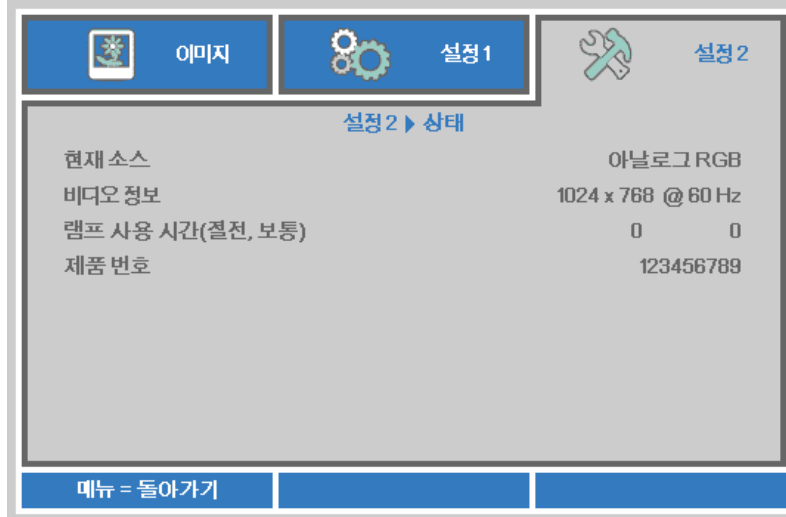 이미지
설정1
설정2
설정2 ▶ 상태
현재 소스 아날로그 RGB
비디오 정보 1024 x 768 @ 60 Hz
램프 사용 시간(절전, 보통) 0 0
제품 번호 123456789
메뉴 = 돌아가기